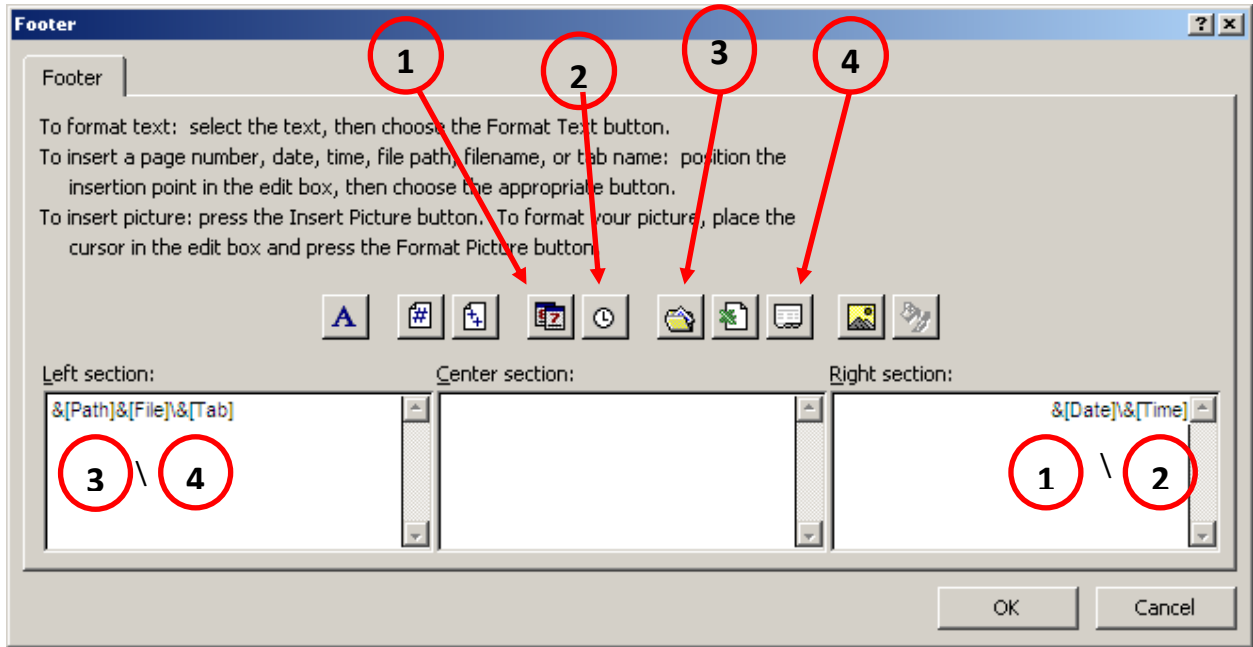 Footer
1
2
3
4
Footer
To format text: select the text, then choose the Format Text button.
To insert a page number, date, time, file path, filename, or tab name: position the
insertion point in the edit box, then choose the appropriate button.
To insert picture: press the Insert Picture button. To format your picture, place the
cursor in the edit box and press the Format Picture button.
A
Left section:
Center section:
Right section:
&[Path]&[File]\&[Tab]
&[Date]\&[Time]
3 \ 4
1 \ 2
OK
Cancel